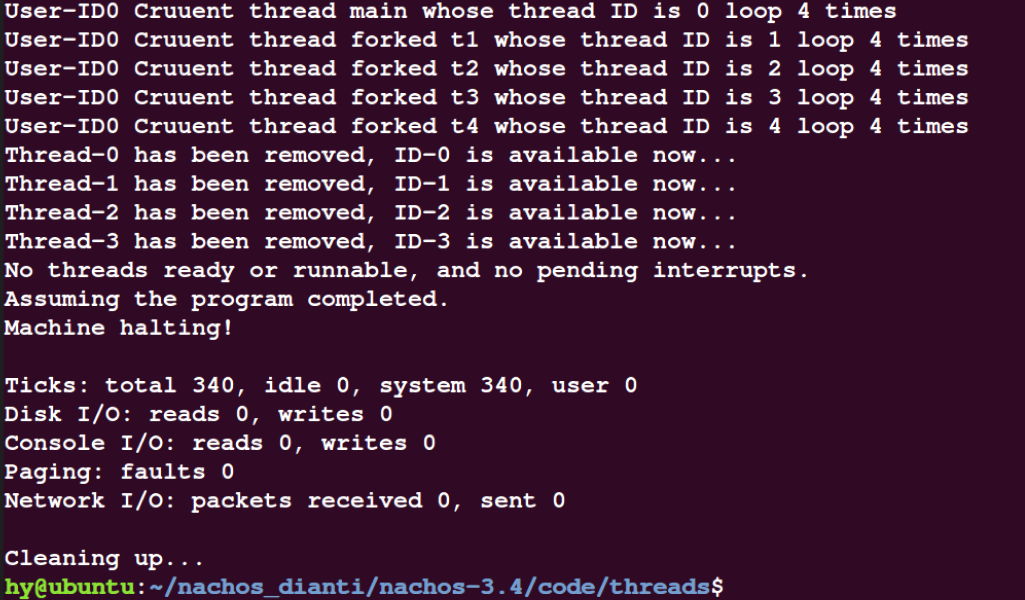 User-ID0 Cruuent thread main whose thread ID is 0 loop 4 times
User-ID0 Cruuent thread forked t1 whose thread ID is 1 loop 4 times
User-ID0 Cruuent thread forked t2 whose thread ID is 2 loop 4 times
User-ID0 Cruuent thread forked t3 whose thread ID is 3 loop 4 times
User-ID0 Cruuent thread forked t4 whose thread ID is 4 loop 4 times
Thread-0 has been removed, ID-0 is available now...
Thread-1 has been removed, ID-1 is available now...
Thread-2 has been removed, ID-2 is available now...
Thread-3 has been removed, ID-3 is available now...
No threads ready or runnable, and no pending interrupts.
Assuming the program completed.
Machine halting!
Ticks: total 340, idle 0, system 340, user 0
Disk I/O: reads 0, writes 0
Console I/O: reads 0, writes 0
Paging: faults 0
Network I/O: packets received 0, sent 0
Cleaning up...
hy@ubuntu:~/nachos_dianti/nachos-3.4/code/threads$